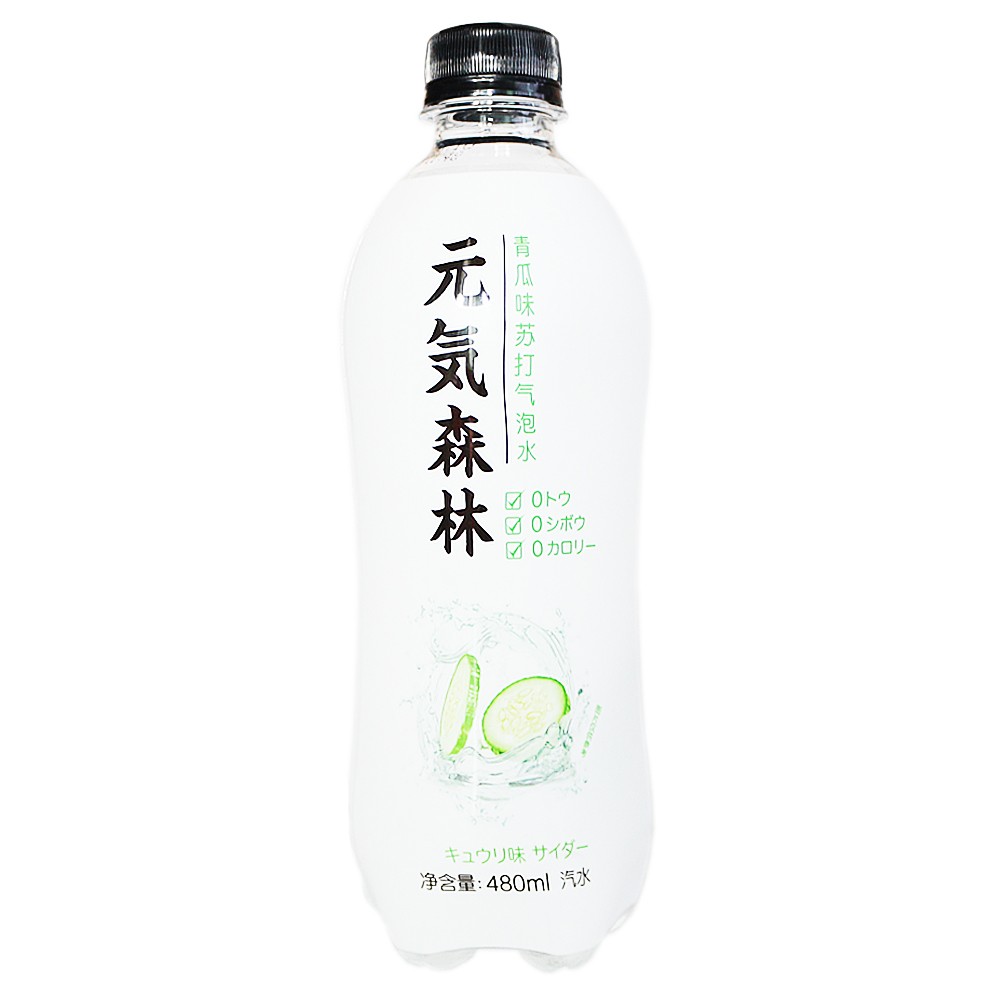 元気森林
青瓜味苏打气泡水
0トウ
0シボウ
0カロリー
キュウリ味 サイダー
净含量: 480ml 汽水